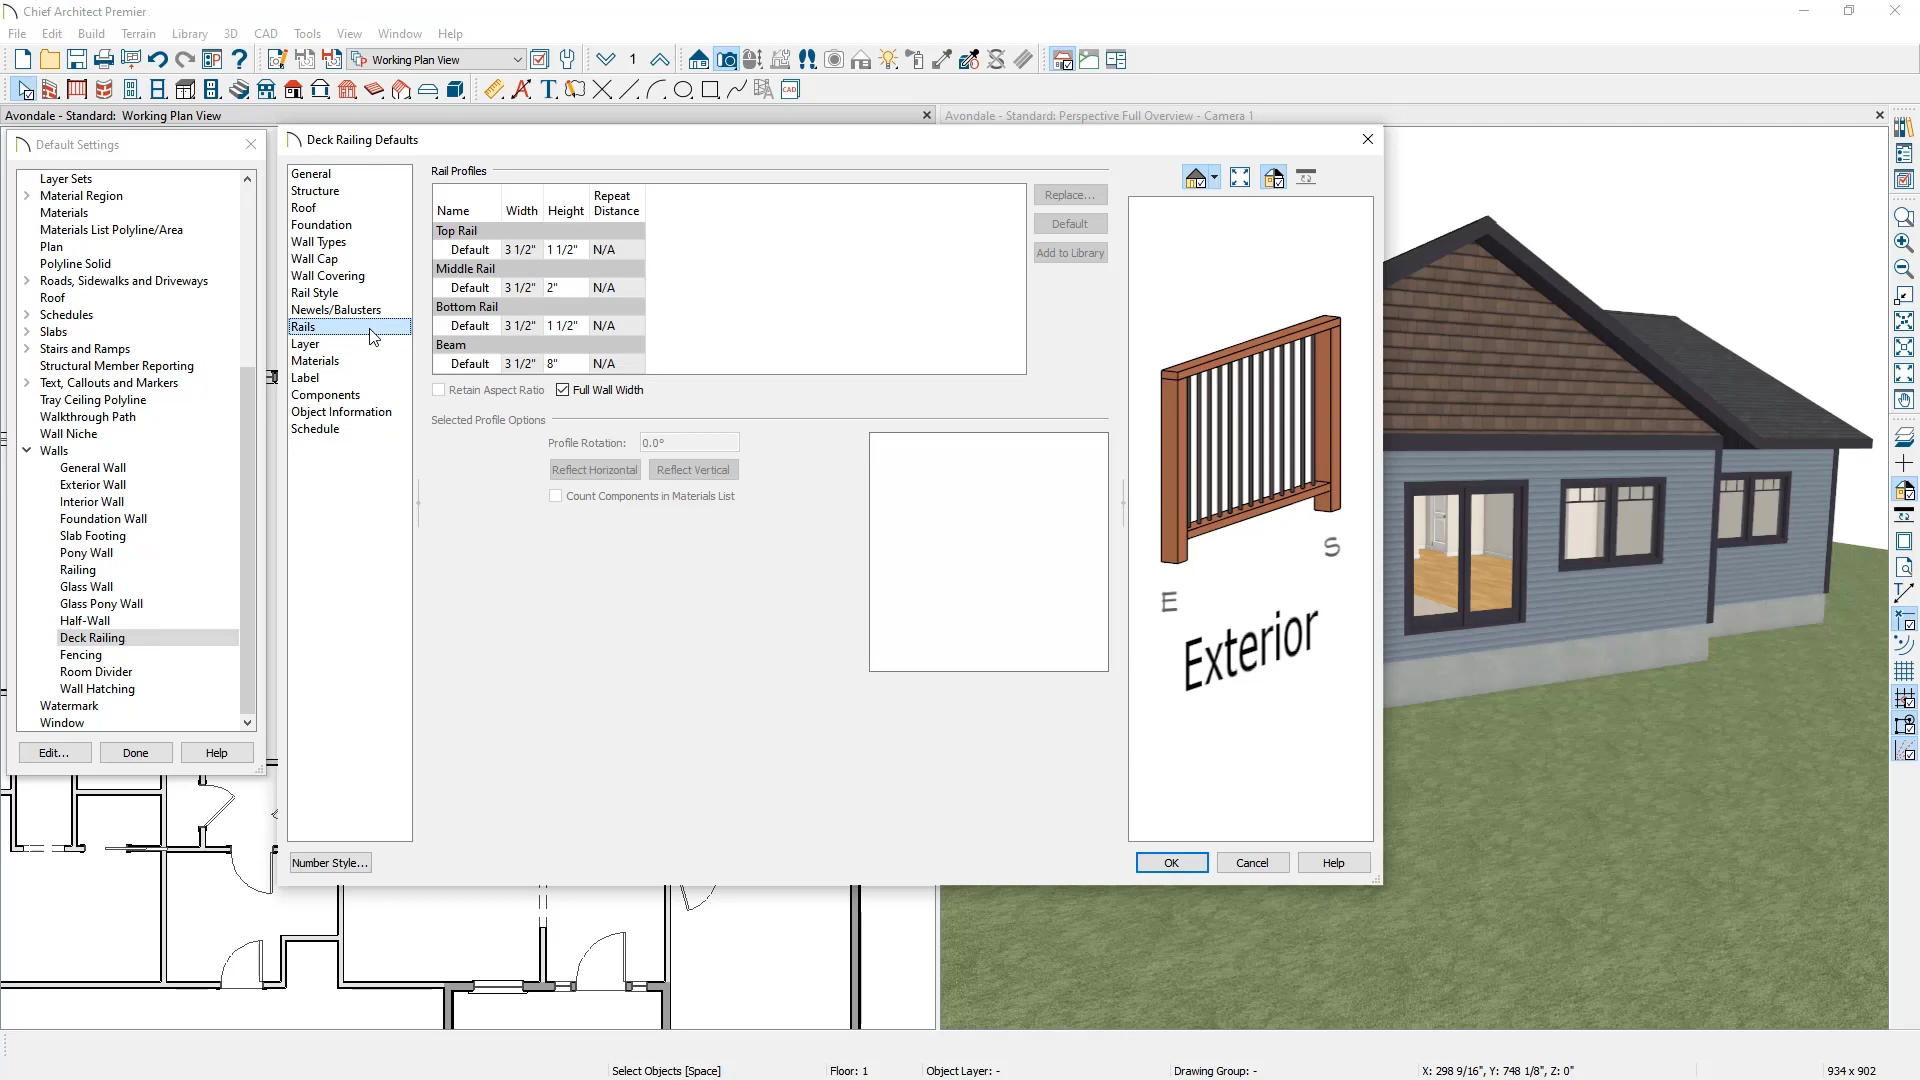 Chief Architect Premier
File Edit Build Terrain Library 3D CAD Tools View Window Help
Working Plan View
1
CAD
Avondale - Standard: Working Plan View
Avondale - Standard: Perspective Full Overview - Camera 1
Default Settings
Layer Sets
Material Region
Materials
Materials List Polyline/Area
Plan
Polyline Solid
Roads, Sidewalks and Driveways
Roof
Schedules
Slabs
Stairs and Ramps
Structural Member Reporting
Text, Callouts and Markers
Tray Ceiling Polyline
Walkthrough Path
Wall Niche
Walls
General Wall
Exterior Wall
Interior Wall
Foundation Wall
Slab Footing
Pony Wall
Railing
Glass Wall
Glass Pony Wall
Half-Wall
Deck Railing
Fencing
Room Divider
Wall Hatching
Watermark
Window
Edit... Done Help
Deck Railing Defaults
General
Structure
Roof
Foundation
Wall Types
Wall Cap
Wall Covering
Rail Style
Newels/Balusters
Rails
Layer
Materials
Label
Components
Object Information
Schedule
Number Style...
Rail Profiles
Name Width Height Repeat Distance
Top Rail
Default 3 1/2" 1 1/2" N/A
Middle Rail
Default 3 1/2" 2" N/A
Bottom Rail
Default 3 1/2" 1 1/2" N/A
Beam
Default 3 1/2" 8" N/A
Replace...
Default
Add to Library
Retain Aspect Ratio Full Wall Width
Selected Profile Options
Profile Rotation: 0.0°
Reflect Horizontal Reflect Vertical
Count Components in Materials List
S
E
Exterior
OK Cancel Help
Select Objects [Space] Floor: 1 Object Layer: - Drawing Group: - X: 298 9/16", Y: 748 1/8", Z: 0" 934 x 902